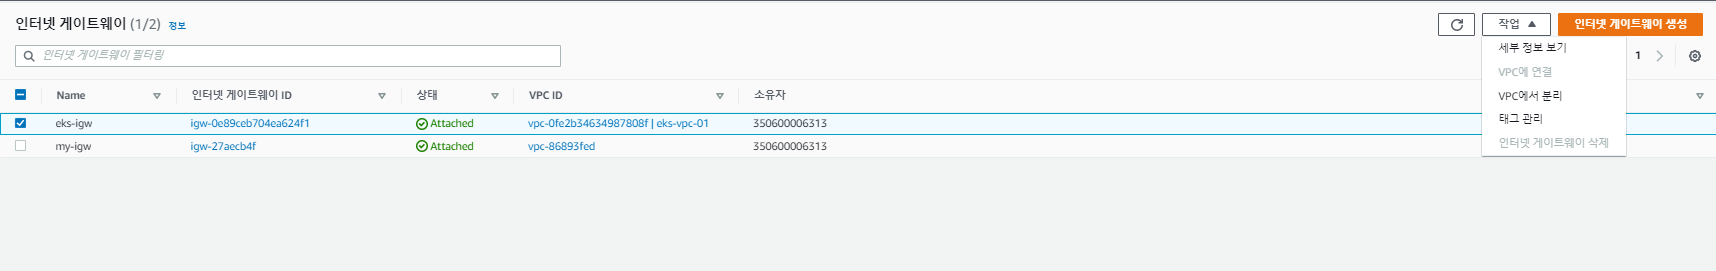 인터넷 게이트웨이 (1/2) 정보
작업
인터넷 게이트웨이 생성
인터넷 게이트웨이 필터링
1
세부 정보 보기
VPC에 연결
VPC에서 분리
태그 관리
인터넷 게이트웨이 삭제
Name 인터넷 게이트웨이 ID 상태 VPC ID 소유자
eks-igw igw-0e89ceb704ea624f1 Attached vpc-0fe2b34634987808f | eks-vpc-01 350600006313
my-igw igw-27aecb4f Attached vpc-86893fed 350600006313